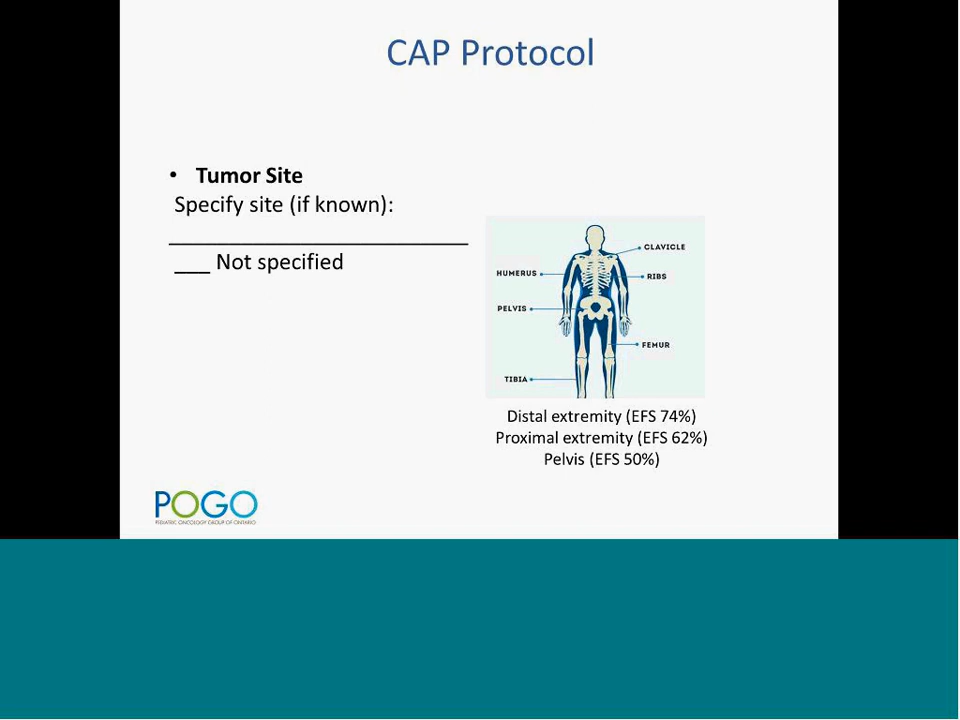 CAP Protocol
• Tumor Site
Specify site (if known):
___________________________
___ Not specified
CLAVICLE
HUMERUS
RIBS
PELVIS
FEMUR
TIBIA
Distal extremity (EFS 74%)
Proximal extremity (EFS 62%)
Pelvis (EFS 50%)
POGO
PEDIATRIC ONCOLOGY GROUP OF ONTARIO